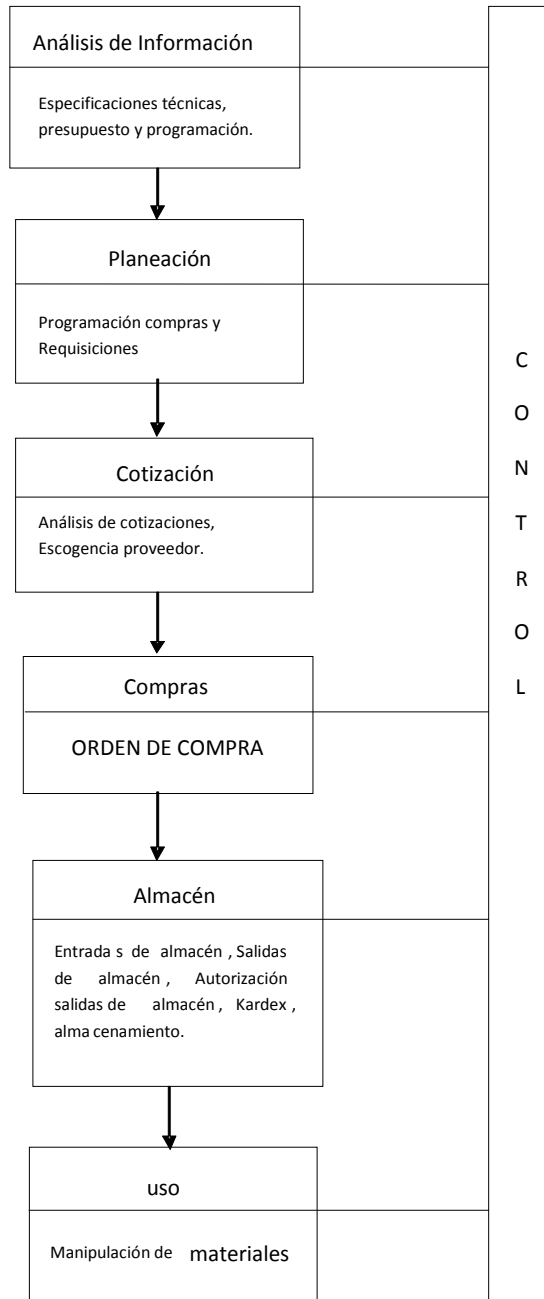 Análisis de Información
Especificaciones técnicas,
presupuesto y programación.
Planeación
Programación compras y
Requisiciones
Cotización
Análisis de cotizaciones,
Escogencia proveedor.
Compras
ORDEN DE COMPRA
Almacén
Entrada s de almacén , Salidas
de almacén , Autorización
salidas de almacén , Kardex ,
alma cenamiento.
uso
Manipulación de materiales
C
O
N
T
R
O
L